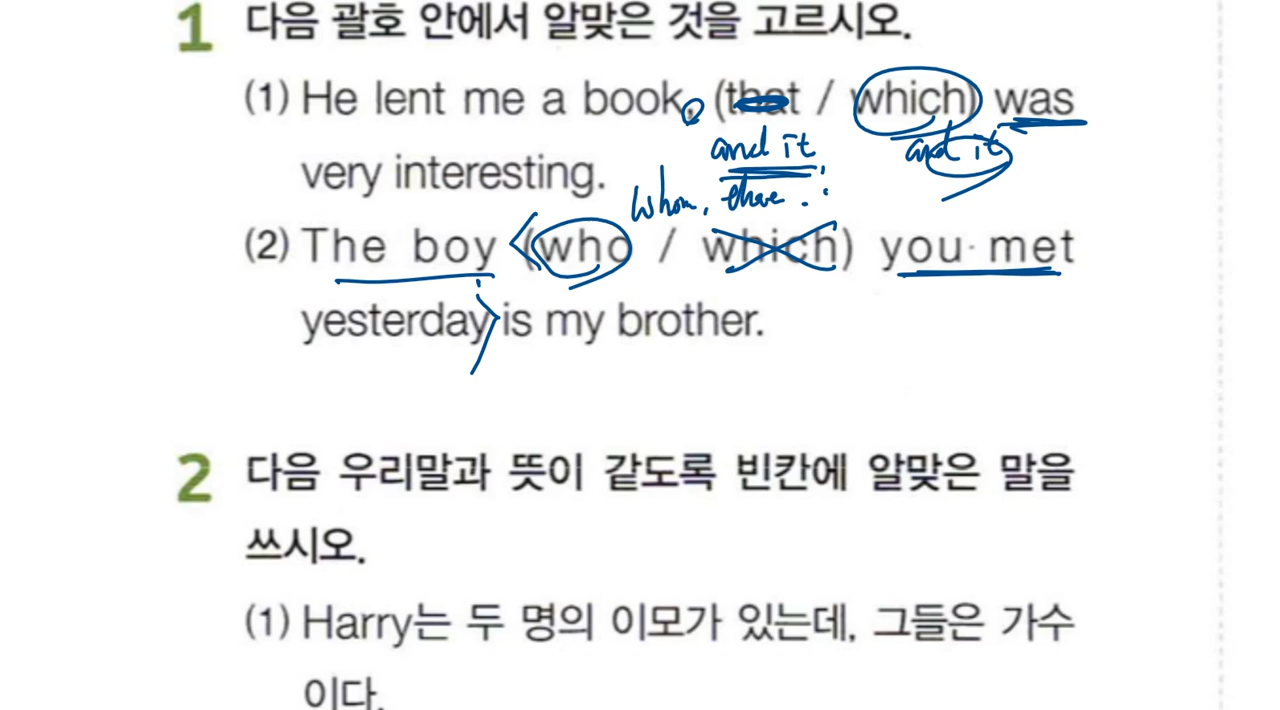 1 다음 괄호 안에서 알맞은 것을 고르시오.
(1) He lent me a book, (that / which) was
and it and it
very interesting.
whom, that
(2) The boy (who / which) you met
yesterday is my brother.
2 다음 우리말과 뜻이 같도록 빈칸에 알맞은 말을
쓰시오.
(1) Harry는 두 명의 이모가 있는데, 그들은 가수
이다.